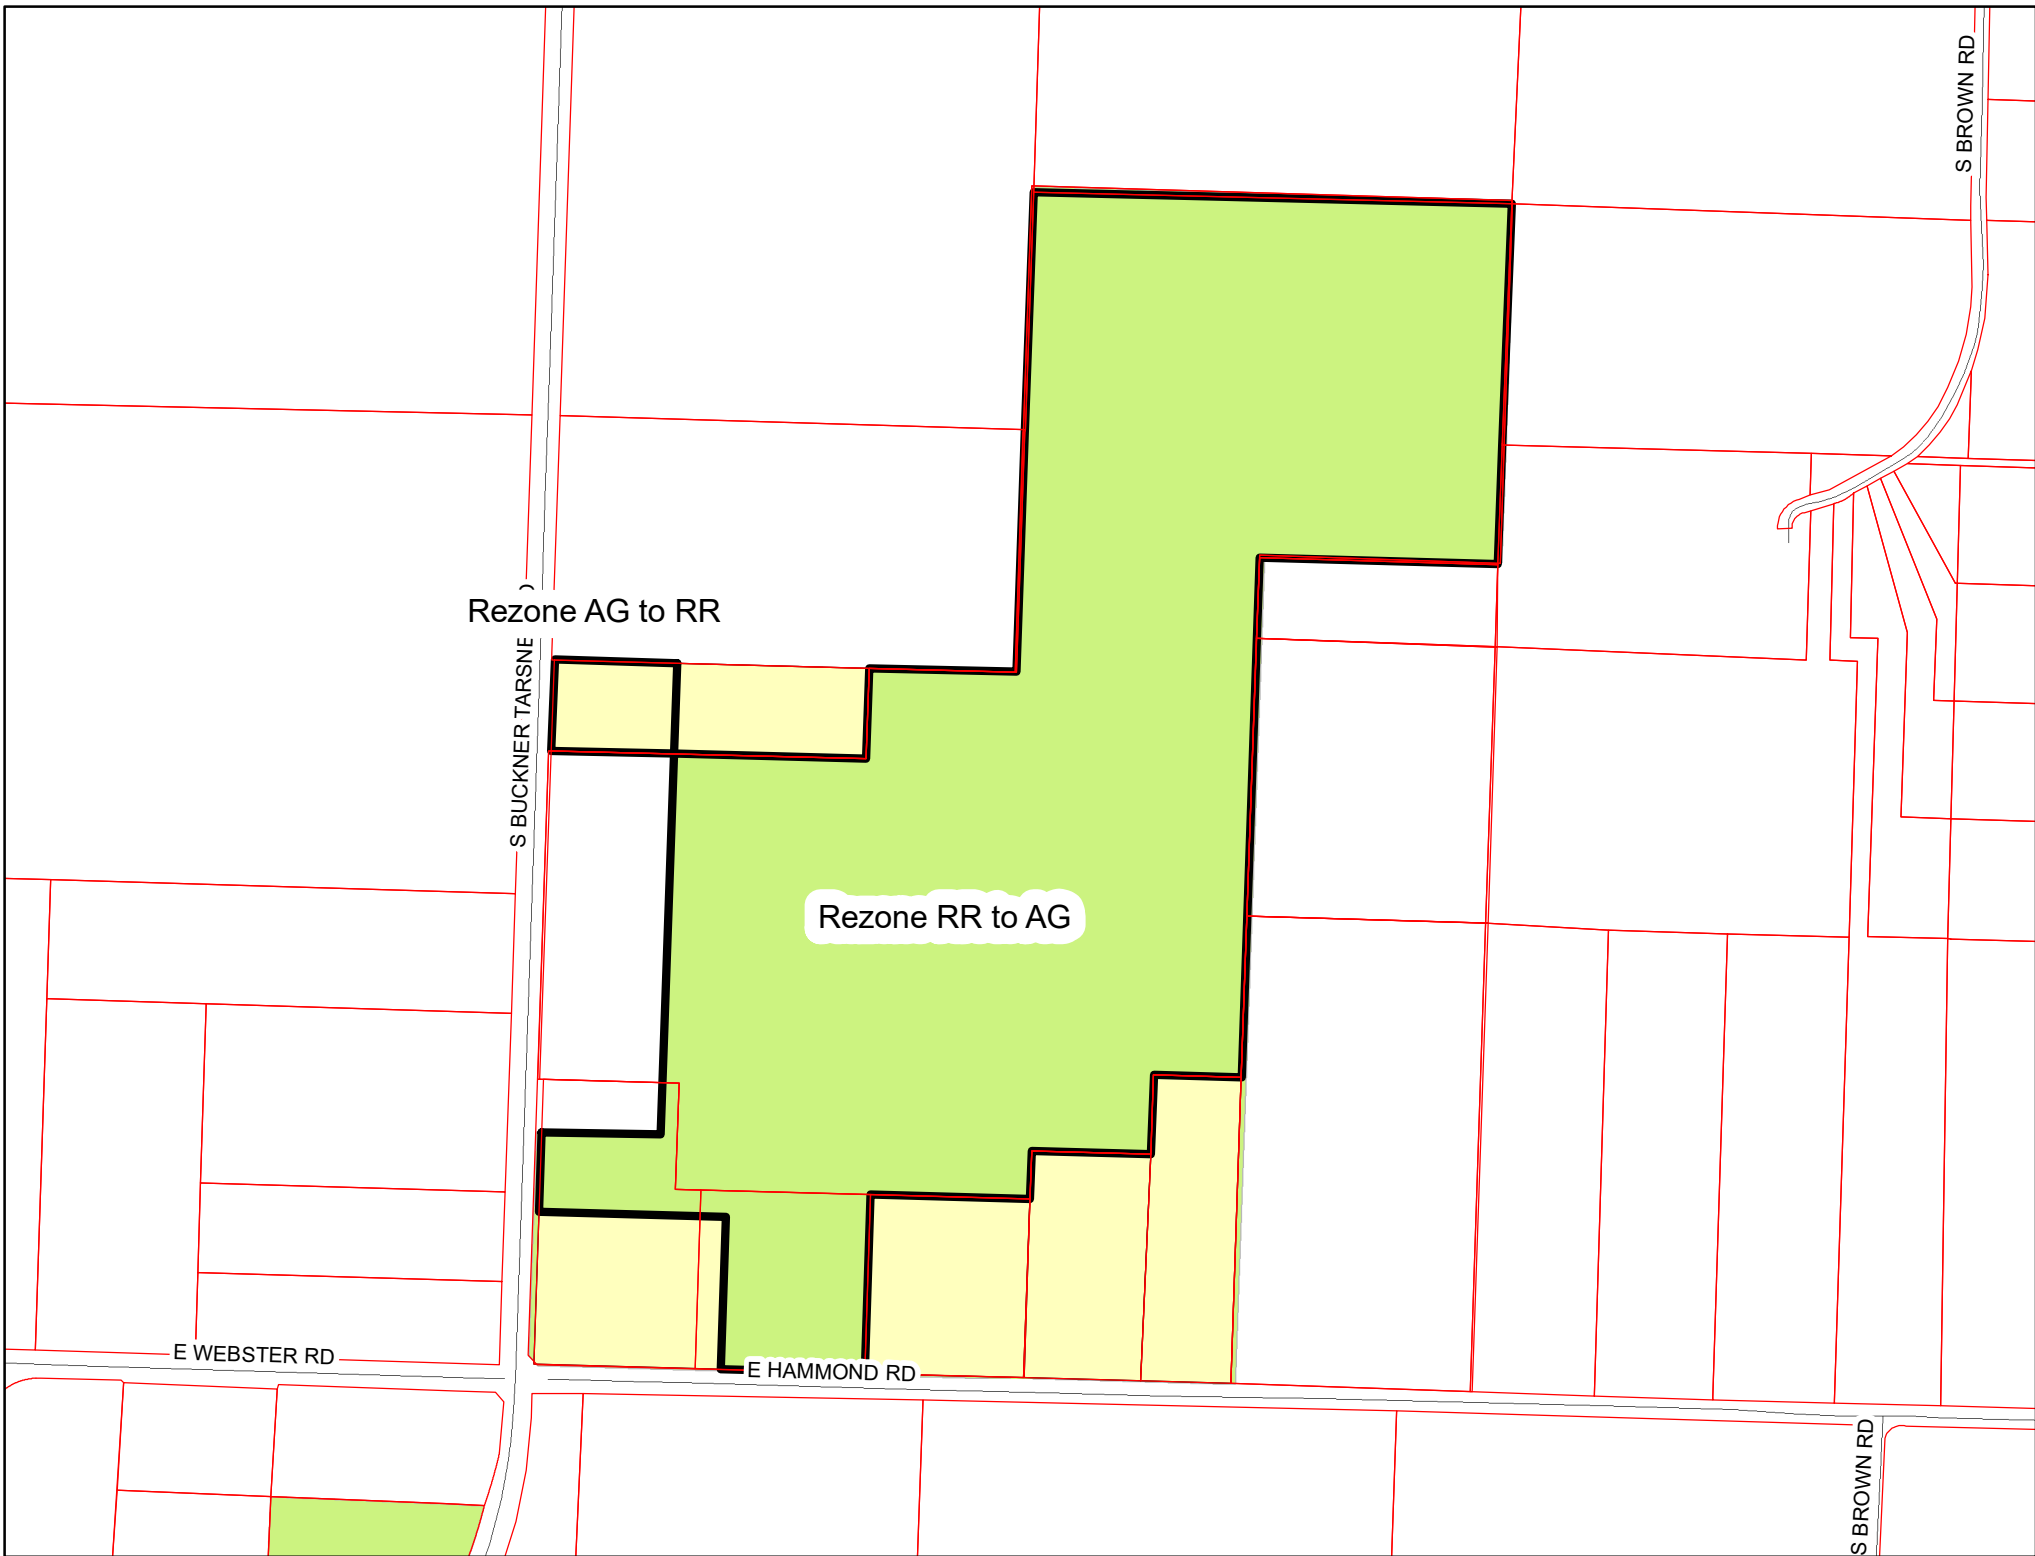 S BROWN RD
Rezone AG to RR
S BUCKNER TARSNE
Rezone RR to AG
E WEBSTER RD
E HAMMOND RD
S BROWN RD